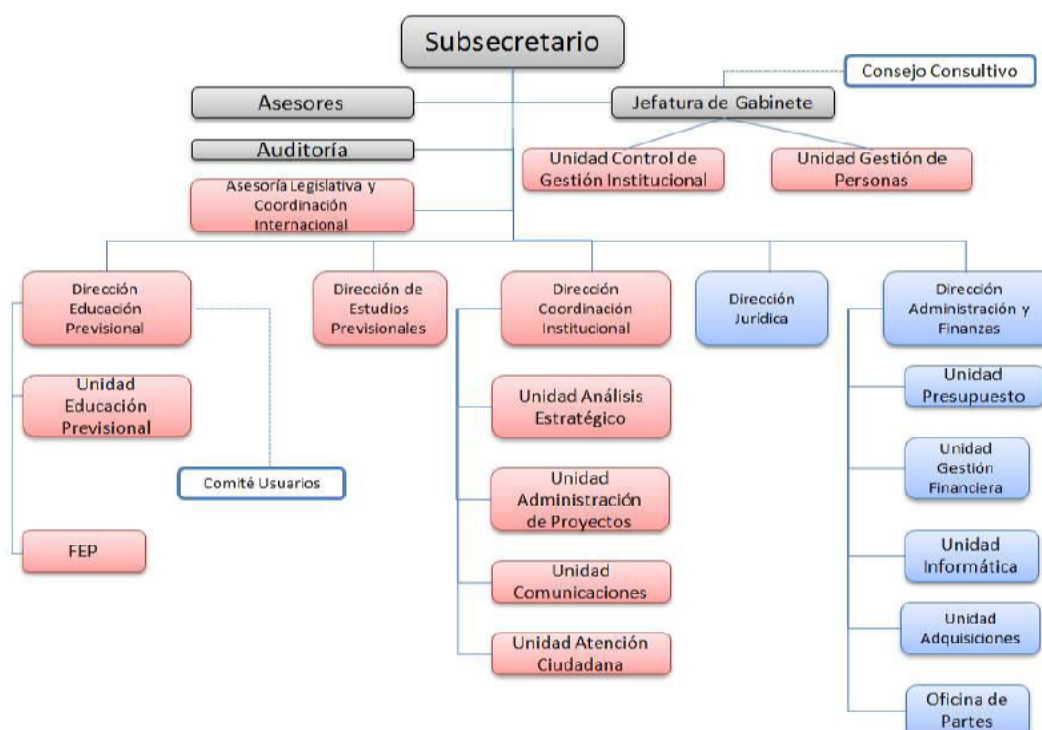 Subsecretario
Consejo Consultivo
Asesores
Jefatura de Gabinete
Auditoría
Unidad Control de
Gestión Institucional
Unidad Gestión de
Personas
Asesoría Legislativa y
Coordinación
Internacional
Dirección
Educación
Previsional
Dirección de
Estudios
Previsionales
Dirección
Coordinación
Institucional
Dirección
Jurídica
Dirección
Administración y
Finanzas
Unidad
Educación
Previsional
Comité Usuarios
FEP
Unidad Análisis
Estratégico
Unidad
Administración
de Proyectos
Unidad
Comunicaciones
Unidad Atención
Ciudadana
Unidad
Presupuesto
Unidad
Gestión
Financiera
Unidad
Informática
Unidad
Adquisiciones
Oficina de
Partes